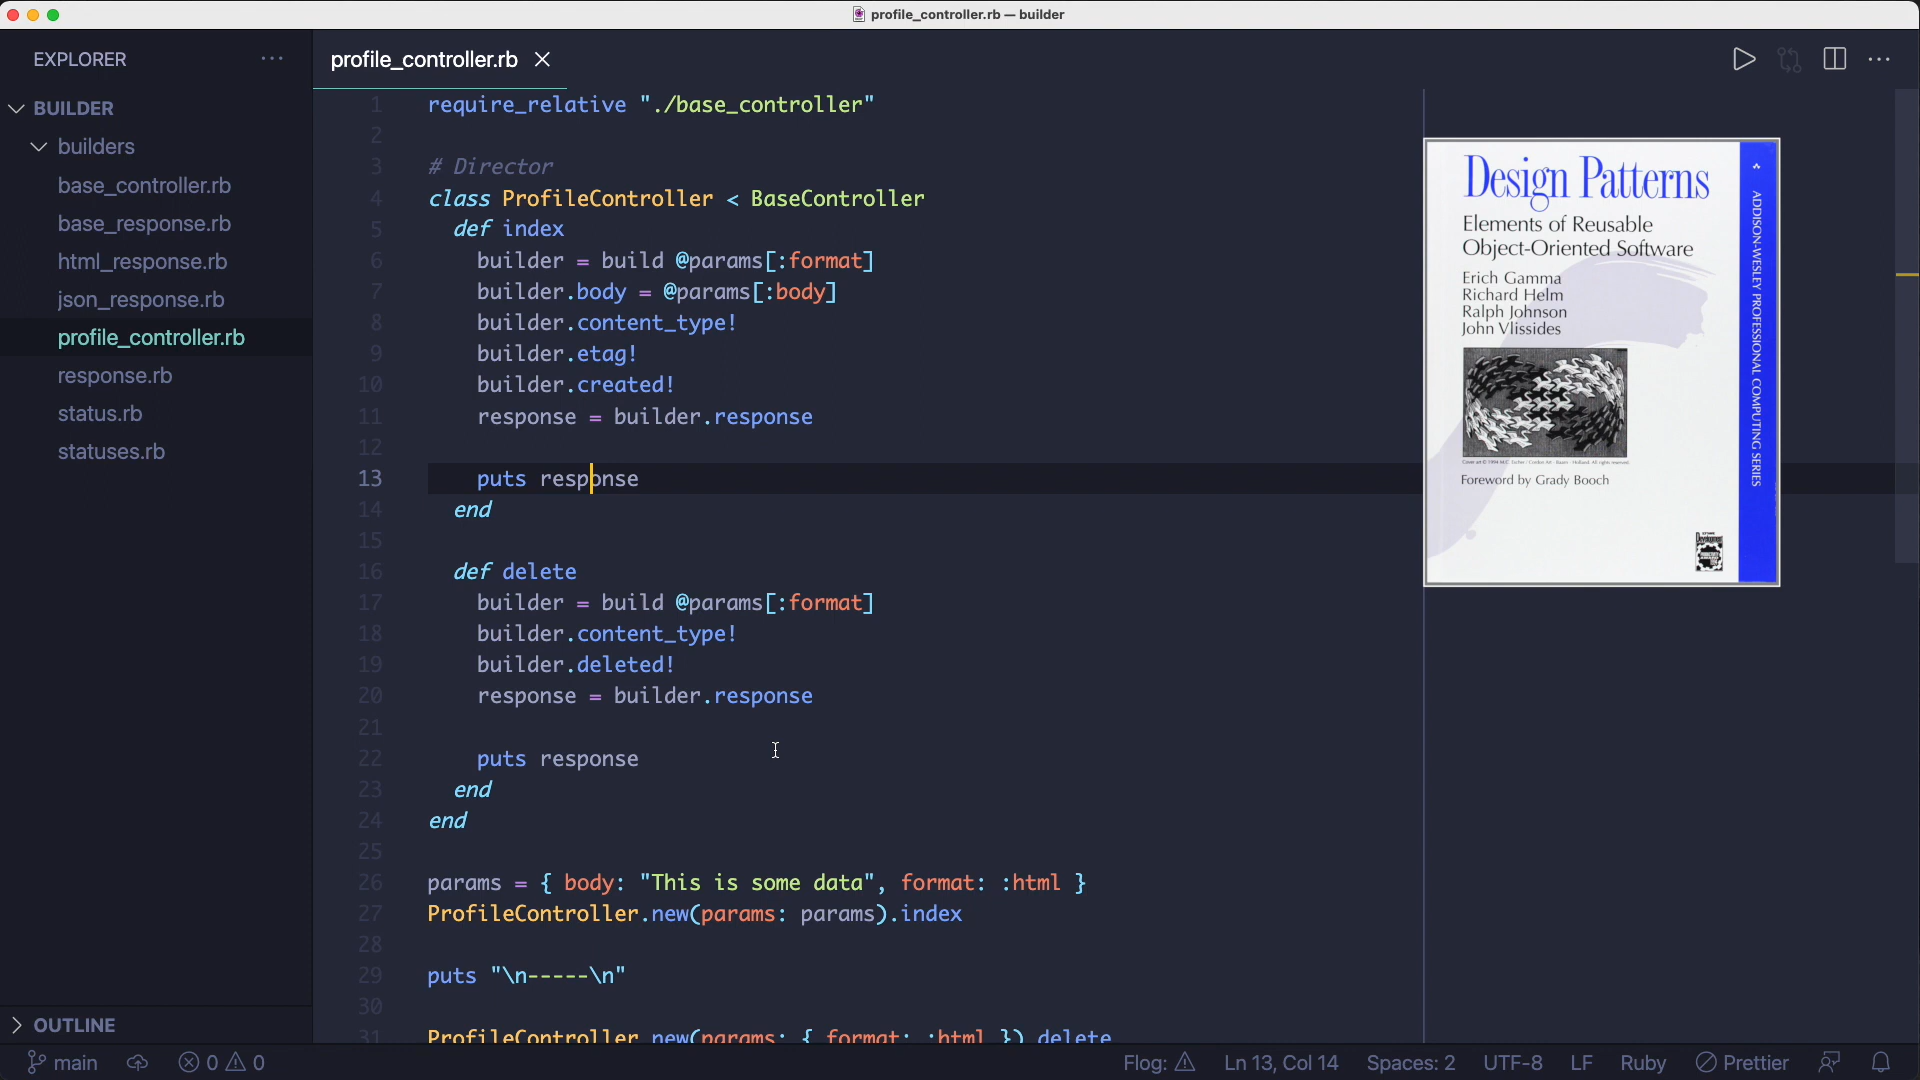 profile_controller.rb — builder
EXPLORER
profile_controller.rb
BUILDER
builders
base_controller.rb
base_response.rb
html_response.rb
json_response.rb
profile_controller.rb
response.rb
status.rb
statuses.rb
OUTLINE
1 require_relative "./base_controller"
2
3 # Director
4 class ProfileController < BaseController
5 def index
6 builder = build @params[:format]
7 builder.body = @params[:body]
8 builder.content_type!
9 builder.etag!
10 builder.created!
11 response = builder.response
12
13 puts response
14 end
15
16 def delete
17 builder = build @params[:format]
18 builder.content_type!
19 builder.deleted!
20 response = builder.response
21
22 puts response
23 end
24 end
25
26 params = { body: "This is some data", format: :html }
27 ProfileController.new(params: params).index
28
29 puts "\n-----\n"
30
31 ProfileController.new(params: { format: :html }).delete
Design Patterns
Elements of Reusable
Object-Oriented Software
Erich Gamma
Richard Helm
Ralph Johnson
John Vlissides
Foreword by Grady Booch
ADDISON-WESLEY PROFESSIONAL COMPUTING SERIES
main
0 0
Flog:
Ln 13, Col 14
Spaces: 2
UTF-8
LF
Ruby
Prettier